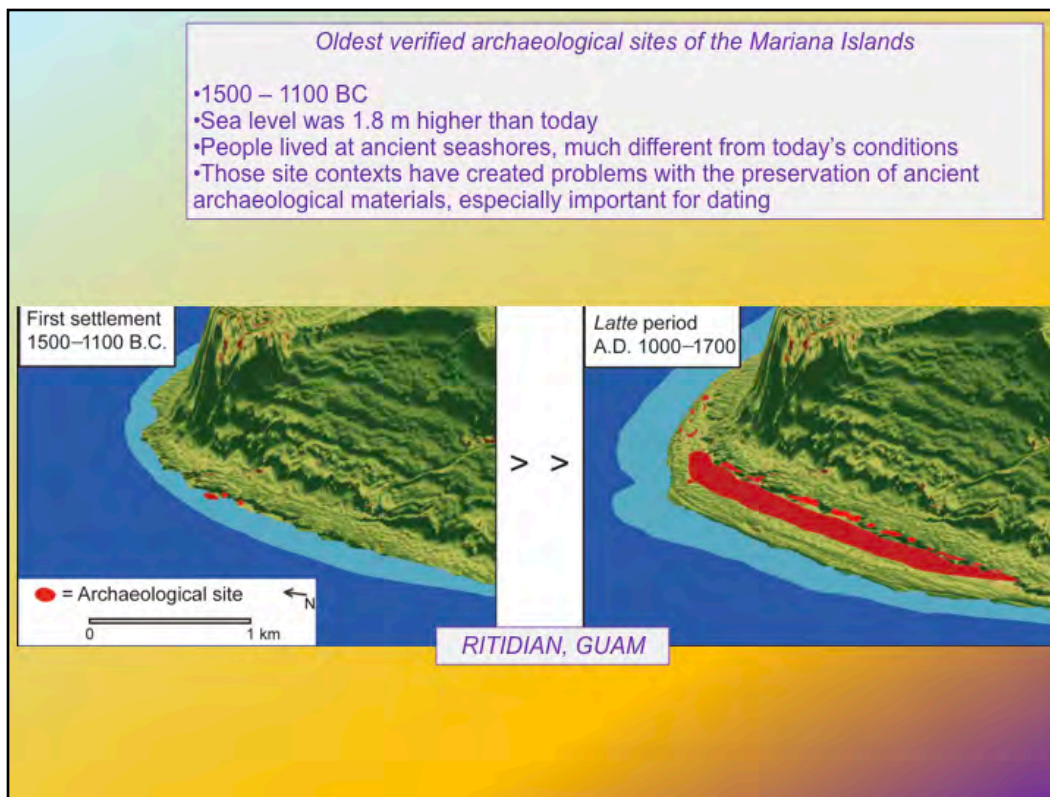 Oldest verified archaeological sites of the Mariana Islands
•1500 – 1100 BC
•Sea level was 1.8 m higher than today
•People lived at ancient seashores, much different from today's conditions
•Those site contexts have created problems with the preservation of ancient
archaeological materials, especially important for dating
First settlement
1500–1100 B.C.
= Archaeological site
N
0
1 km
> >
Latte period
A.D. 1000–1700
RITIDIAN, GUAM